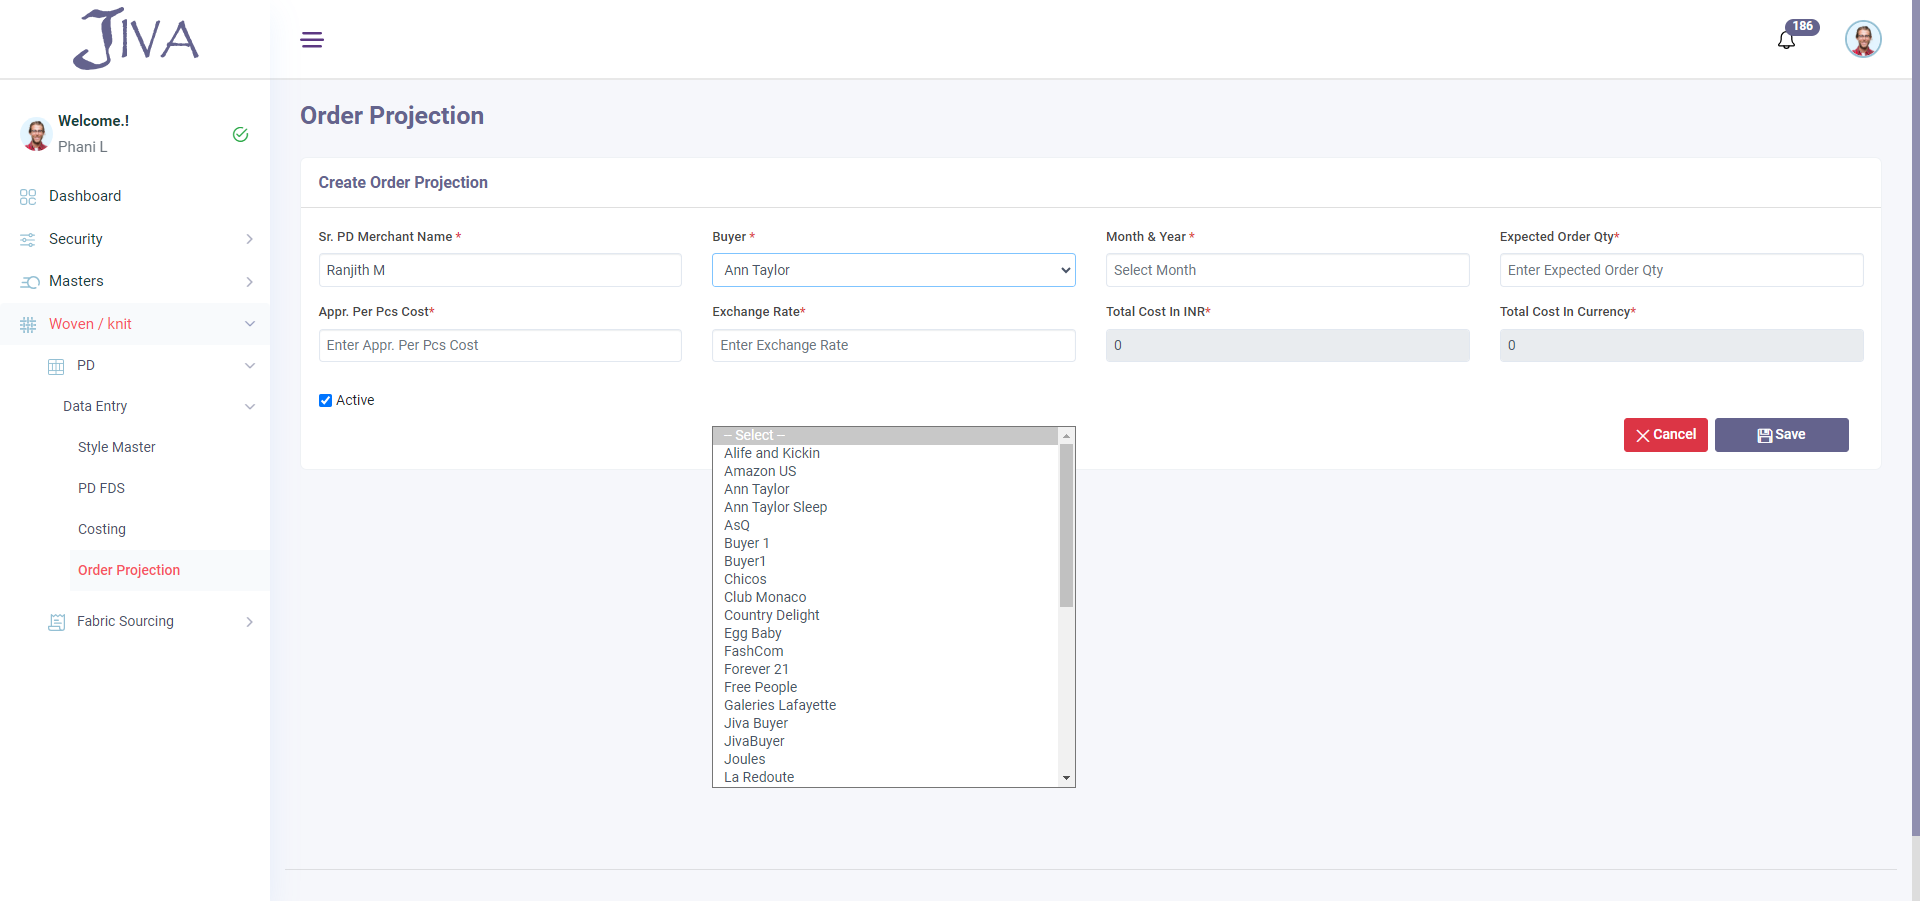 JIVA
186
Welcome.!
Phani L
Dashboard
Security
Masters
Woven / knit
PD
Data Entry
Style Master
PD FDS
Costing
Order Projection
Fabric Sourcing
Order Projection
Create Order Projection
Sr. PD Merchant Name *
Buyer *
Month & Year *
Expected Order Qty*
Ranjith M
Ann Taylor
Select Month
Enter Expected Order Qty
Appr. Per Pcs Cost*
Exchange Rate*
Total Cost In INR*
Total Cost In Currency*
Enter Appr. Per Pcs Cost
Enter Exchange Rate
0
0
Active
Cancel
Save
-- Select --
Alife and Kickin
Amazon US
Ann Taylor
Ann Taylor Sleep
AsQ
Buyer 1
Buyer1
Chicos
Club Monaco
Country Delight
Egg Baby
FashCom
Forever 21
Free People
Galeries Lafayette
Jiva Buyer
JivaBuyer
Joules
La Redoute